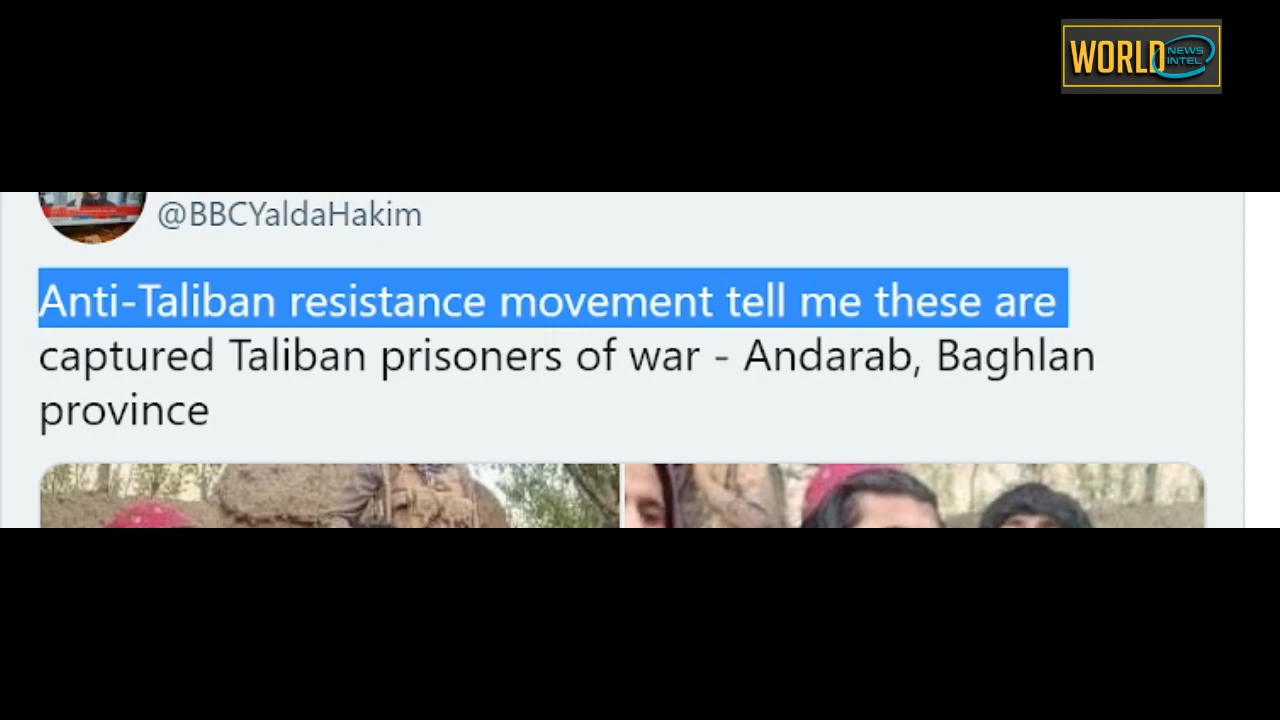 WORLD
NEWS
INTEL
@BBCYaldaHakim
Anti-Taliban resistance movement tell me these are
captured Taliban prisoners of war - Andarab, Baghlan
province